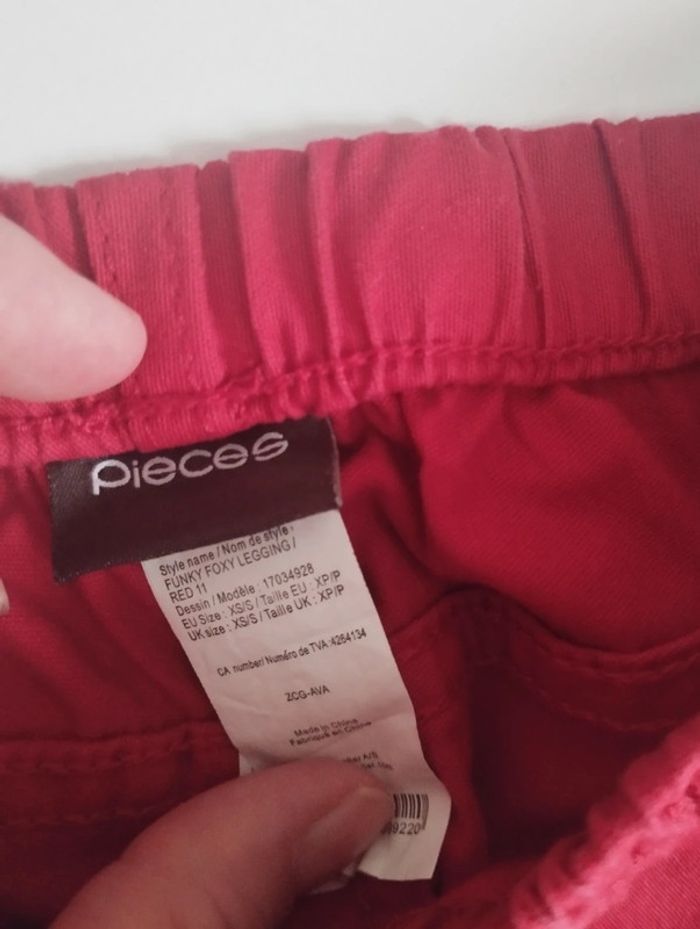 pieces
Style name / Nom de style ·
FUNKY FOXY LEGGING /
RED 11
Dessin / Modèle : 17034928
EU Size : XS/S / Taille EU : XP/P
UK size : XS/S / Taille UK : XP/P
CA number/ Numéro de TVA :4264134
ZCG-AVA
Made in China
Fabriqué en Chine
A/S
9220